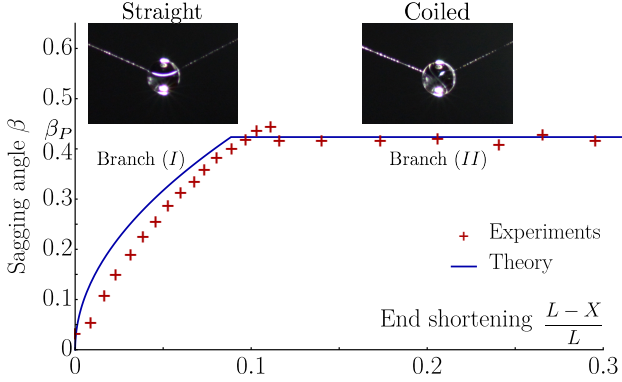 Straight
Coiled
0.6
0.5
β_P
0.4
0.3
0.2
0.1
0
Sagging angle β
Branch (I)
Branch (II)
Experiments
Theory
End shortening (L − X)/L
0
0.1
0.2
0.3